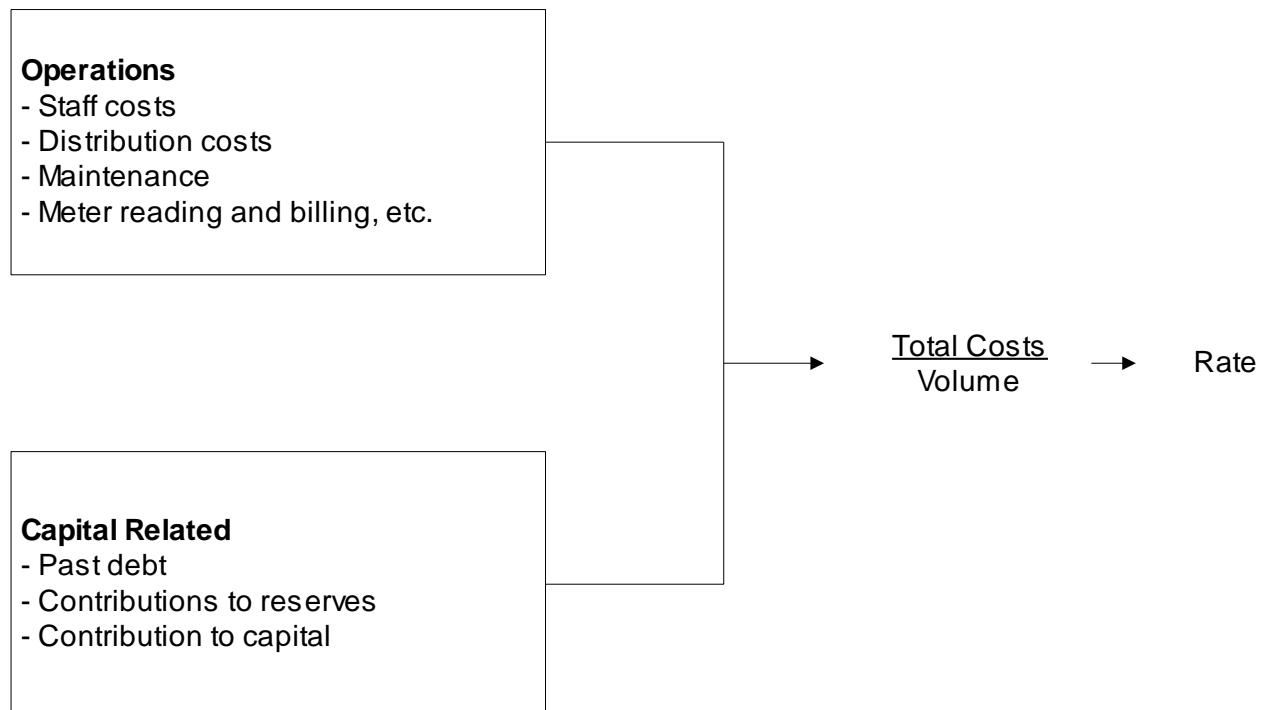 Operations
- Staff costs
- Distribution costs
- Maintenance
- Meter reading and billing, etc.
Total Costs
Volume
Rate
Capital Related
- Past debt
- Contributions to reserves
- Contribution to capital